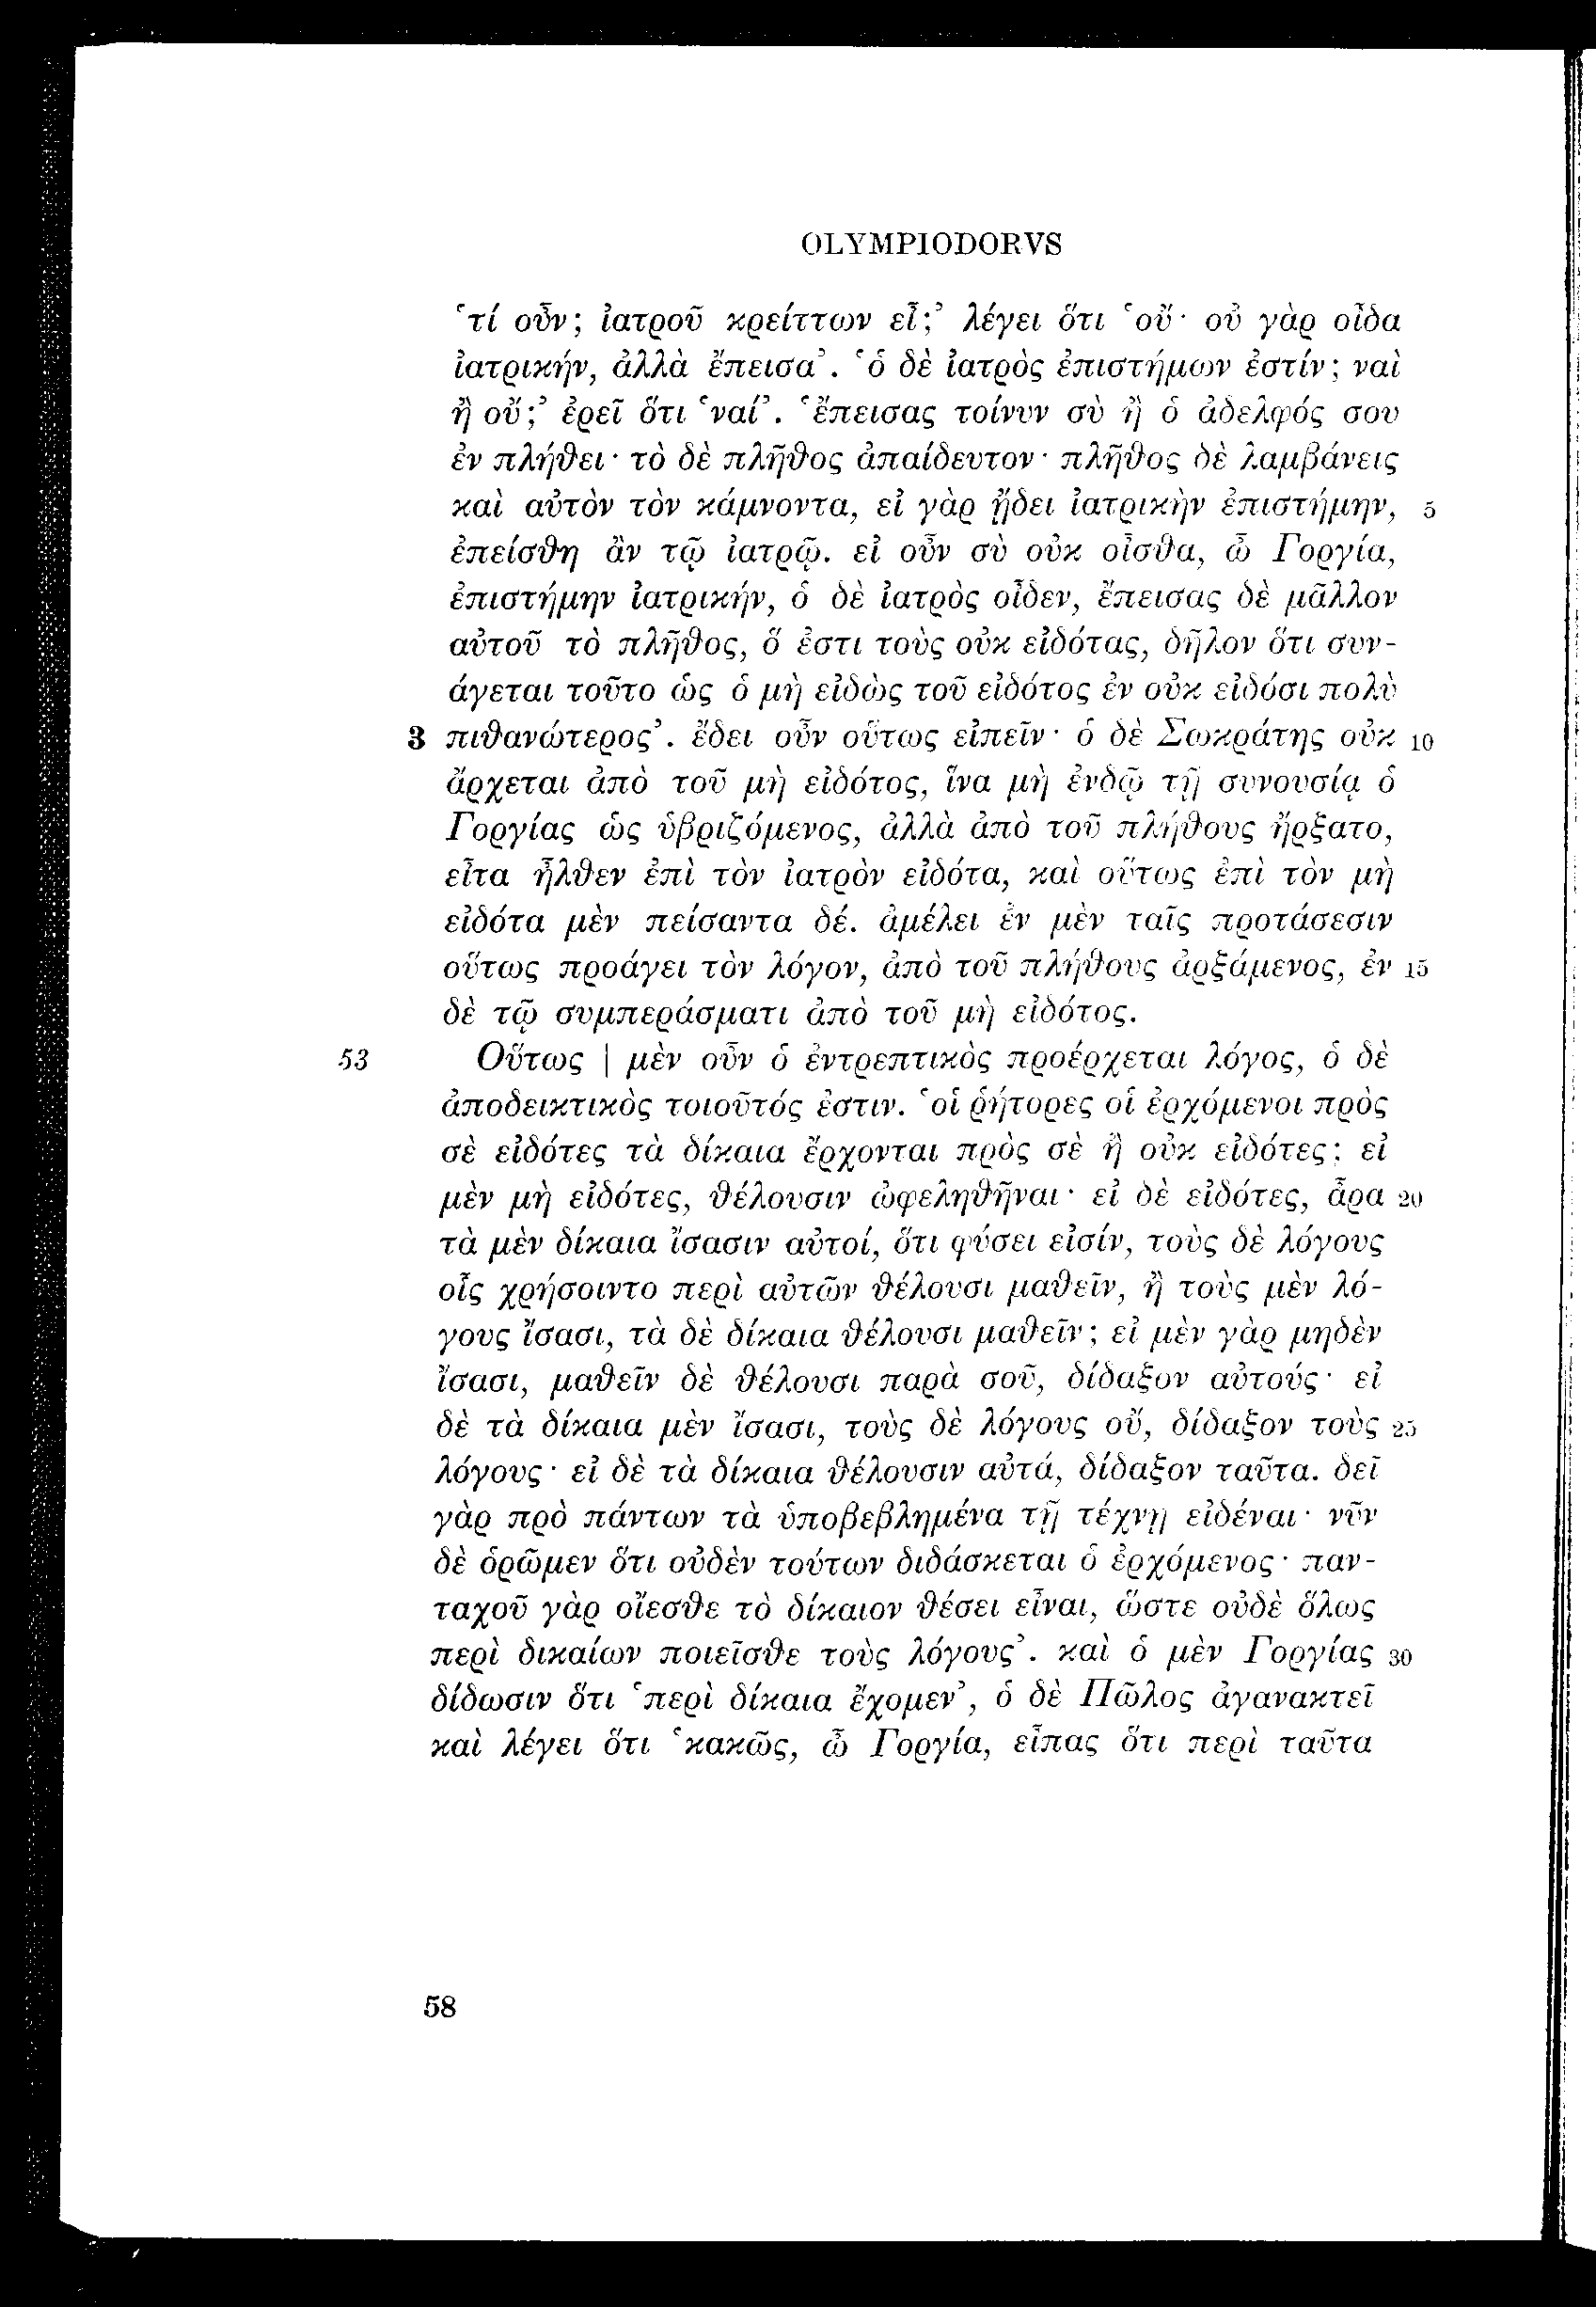 OLYMPIODORVS
‘τί οὖν; ἰατροῦ κρείττων εἶ;’ λέγει ὅτι ‘οὔ· οὐ γὰρ οἶδα
ἰατρικήν, ἀλλὰ ἔπεισα’. ‘ὁ δὲ ἰατρὸς ἐπιστήμων ἐστίν; ναὶ
ἢ οὔ;’ ἐρεῖ ὅτι ‘ναί’. ‘ἔπεισας τοίνυν σὺ ἢ ὁ ἀδελφός σου
ἐν πλήθει· τὸ δὲ πλῆθος ἀπαίδευτον· πλῆθος δὲ λαμβάνεις
καὶ αὐτὸν τὸν κάμνοντα, εἰ γὰρ ᾔδει ἰατρικὴν ἐπιστήμην, 5
ἐπείσθη ἂν τῷ ἰατρῷ. εἰ οὖν σὺ οὐκ οἶσθα, ὦ Γοργία,
ἐπιστήμην ἰατρικήν, ὁ δὲ ἰατρὸς οἶδεν, ἔπεισας δὲ μᾶλλον
αὐτοῦ τὸ πλῆθος, ὅ ἐστι τοὺς οὐκ εἰδότας, δῆλον ὅτι συν-
άγεται τοῦτο ὡς ὁ μὴ εἰδὼς τοῦ εἰδότος ἐν οὐκ εἰδόσι πολὺ
3 πιθανώτερος’. ἔδει οὖν οὕτως εἰπεῖν· ὁ δὲ Σωκράτης οὐκ 10
ἄρχεται ἀπὸ τοῦ μὴ εἰδότος, ἵνα μὴ ἐνδῷ τῇ συνουσίᾳ ὁ
Γοργίας ὡς ὑβριζόμενος, ἀλλὰ ἀπὸ τοῦ πλήθους ἤρξατο,
εἶτα ἦλθεν ἐπὶ τὸν ἰατρὸν εἰδότα, καὶ οὕτως ἐπὶ τὸν μὴ
εἰδότα μὲν πείσαντα δέ. ἀμέλει ἐν μὲν ταῖς προτάσεσιν
οὕτως προάγει τὸν λόγον, ἀπὸ τοῦ πλήθους ἀρξάμενος, ἐν 15
δὲ τῷ συμπεράσματι ἀπὸ τοῦ μὴ εἰδότος.
53 Οὕτως | μὲν οὖν ὁ ἐντρεπτικὸς προέρχεται λόγος, ὁ δὲ
ἀποδεικτικὸς τοιοῦτός ἐστιν. ‘οἱ ῥήτορες οἱ ἐρχόμενοι πρὸς
σὲ εἰδότες τὰ δίκαια ἔρχονται πρὸς σὲ ἢ οὐκ εἰδότες; εἰ
μὲν μὴ εἰδότες, θέλουσιν ὠφεληθῆναι· εἰ δὲ εἰδότες, ἆρα 20
τὰ μὲν δίκαια ἴσασιν αὐτοί, ὅτι φύσει εἰσίν, τοὺς δὲ λόγους
οἷς χρήσοιντο περὶ αὐτῶν θέλουσι μαθεῖν, ἢ τοὺς μὲν λό-
γους ἴσασι, τὰ δὲ δίκαια θέλουσι μαθεῖν; εἰ μὲν γὰρ μηδὲν
ἴσασι, μαθεῖν δὲ θέλουσι παρὰ σοῦ, δίδαξον αὐτούς· εἰ
δὲ τὰ δίκαια μὲν ἴσασι, τοὺς δὲ λόγους οὔ, δίδαξον τοὺς 25
λόγους· εἰ δὲ τὰ δίκαια θέλουσιν αὐτά, δίδαξον ταῦτα. δεῖ
γὰρ πρὸ πάντων τὰ ὑποβεβλημένα τῇ τέχνῃ εἰδέναι· νῦν
δὲ ὁρῶμεν ὅτι οὐδὲν τούτων διδάσκεται ὁ ἐρχόμενος· παν-
ταχοῦ γὰρ οἴεσθε τὸ δίκαιον θέσει εἶναι, ὥστε οὐδὲ ὅλως
περὶ δικαίων ποιεῖσθε τοὺς λόγους’. καὶ ὁ μὲν Γοργίας 30
δίδωσιν ὅτι ‘περὶ δίκαια ἔχομεν’, ὁ δὲ Πῶλος ἀγανακτεῖ
καὶ λέγει ὅτι ‘κακῶς, ὦ Γοργία, εἶπας ὅτι περὶ ταῦτα
58